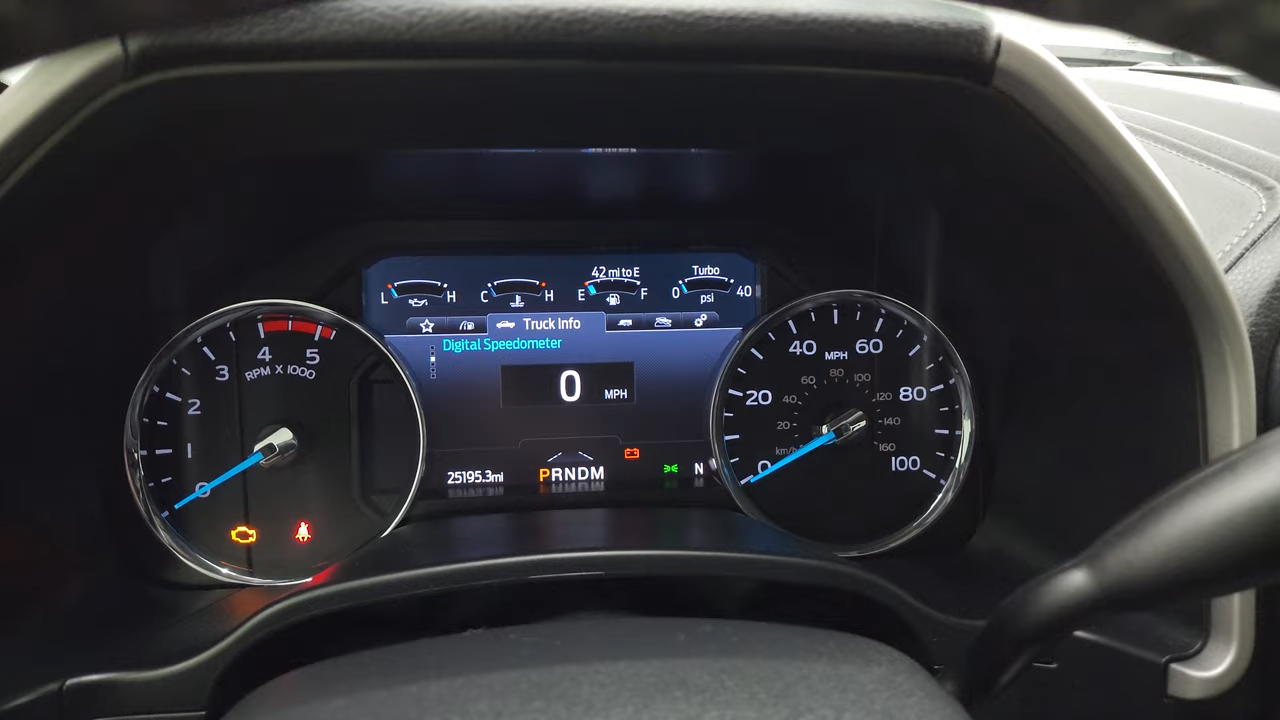 42 mi to E
Turbo
L H
C H
E F
0 40
psi
Truck Info
Digital Speedometer
0 MPH
25195.3mi
PRNDM
N
0
1
2
3
4
5
RPM X 1000
0
20
40
60
80
100
MPH
km/h
20
40
60
80
100
120
140
160